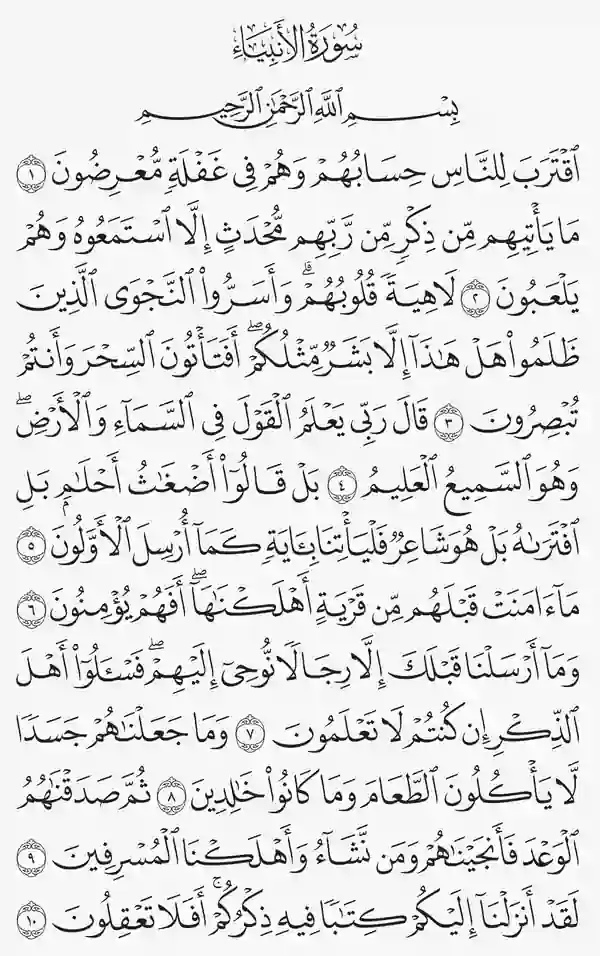 سُورَةُ الأَنبِيَاءِ
بِسْمِ ٱللَّهِ ٱلرَّحْمَٰنِ ٱلرَّحِيمِ
ٱقْتَرَبَ لِلنَّاسِ حِسَابُهُمْ وَهُمْ فِى غَفْلَةٍ مُّعْرِضُونَ ١
مَا يَأْتِيهِم مِّن ذِكْرٍ مِّن رَّبِّهِم مُّحْدَثٍ إِلَّا ٱسْتَمَعُوهُ وَهُمْ
يَلْعَبُونَ ٢ لَاهِيَةً قُلُوبُهُمْ ۗ وَأَسَرُّوا۟ ٱلنَّجْوَى ٱلَّذِينَ
ظَلَمُوا۟ هَلْ هَٰذَآ إِلَّا بَشَرٌ مِّثْلُكُمْ ۖ أَفَتَأْتُونَ ٱلسِّحْرَ وَأَنتُمْ
تُبْصِرُونَ ٣ قَالَ رَبِّى يَعْلَمُ ٱلْقَوْلَ فِى ٱلسَّمَآءِ وَٱلْأَرْضِ ۖ
وَهُوَ ٱلسَّمِيعُ ٱلْعَلِيمُ ٤ بَلْ قَالُوٓا۟ أَضْغَٰثُ أَحْلَٰمٍۭ بَلِ
ٱفْتَرَىٰهُ بَلْ هُوَ شَاعِرٌ فَلْيَأْتِنَا بِـَٔايَةٍ كَمَآ أُرْسِلَ ٱلْأَوَّلُونَ ٥
مَآ ءَامَنَتْ قَبْلَهُم مِّن قَرْيَةٍ أَهْلَكْنَٰهَآ ۖ أَفَهُمْ يُؤْمِنُونَ ٦
وَمَآ أَرْسَلْنَا قَبْلَكَ إِلَّا رِجَالًا نُّوحِىٓ إِلَيْهِمْ ۖ فَسْـَٔلُوٓا۟ أَهْلَ
ٱلذِّكْرِ إِن كُنتُمْ لَا تَعْلَمُونَ ٧ وَمَا جَعَلْنَٰهُمْ جَسَدًا
لَّا يَأْكُلُونَ ٱلطَّعَامَ وَمَا كَانُوا۟ خَٰلِدِينَ ٨ ثُمَّ صَدَقْنَٰهُمُ
ٱلْوَعْدَ فَأَنجَيْنَٰهُمْ وَمَن نَّشَآءُ وَأَهْلَكْنَا ٱلْمُسْرِفِينَ ٩
لَقَدْ أَنزَلْنَآ إِلَيْكُمْ كِتَٰبًا فِيهِ ذِكْرُكُمْ ۖ أَفَلَا تَعْقِلُونَ ١٠